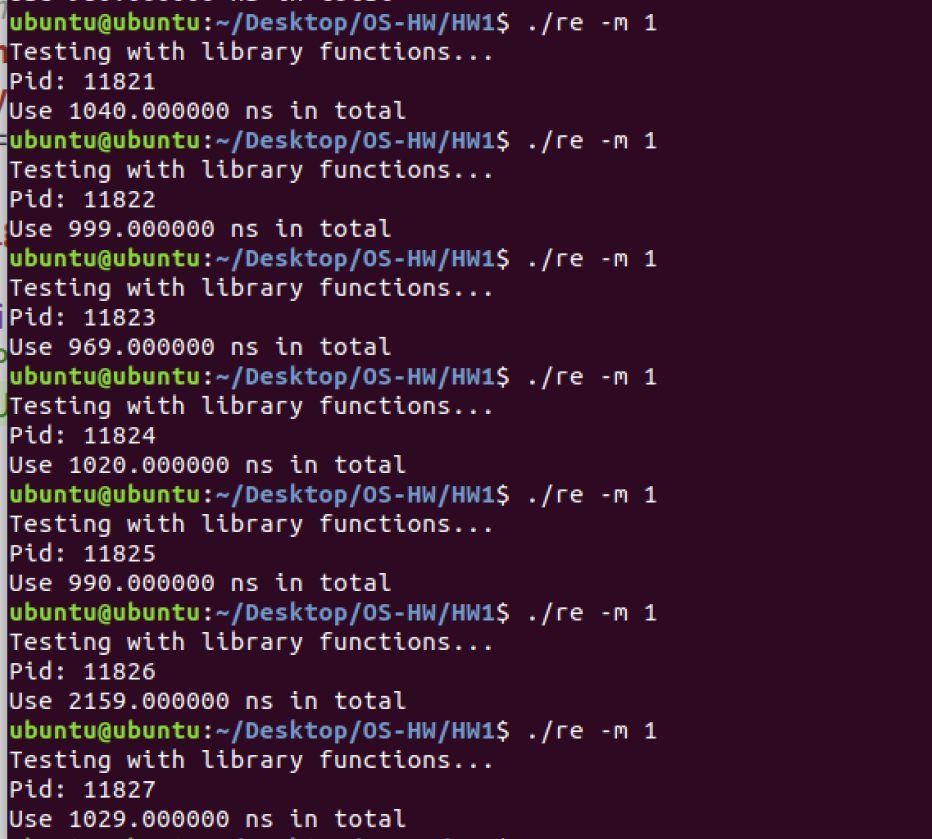 ubuntu@ubuntu:~/Desktop/OS-HW/HW1$ ./re -m 1
Testing with library functions...
Pid: 11821
Use 1040.000000 ns in total
ubuntu@ubuntu:~/Desktop/OS-HW/HW1$ ./re -m 1
Testing with library functions...
Pid: 11822
Use 999.000000 ns in total
ubuntu@ubuntu:~/Desktop/OS-HW/HW1$ ./re -m 1
Testing with library functions...
Pid: 11823
Use 969.000000 ns in total
ubuntu@ubuntu:~/Desktop/OS-HW/HW1$ ./re -m 1
Testing with library functions...
Pid: 11824
Use 1020.000000 ns in total
ubuntu@ubuntu:~/Desktop/OS-HW/HW1$ ./re -m 1
Testing with library functions...
Pid: 11825
Use 990.000000 ns in total
ubuntu@ubuntu:~/Desktop/OS-HW/HW1$ ./re -m 1
Testing with library functions...
Pid: 11826
Use 2159.000000 ns in total
ubuntu@ubuntu:~/Desktop/OS-HW/HW1$ ./re -m 1
Testing with library functions...
Pid: 11827
Use 1029.000000 ns in total